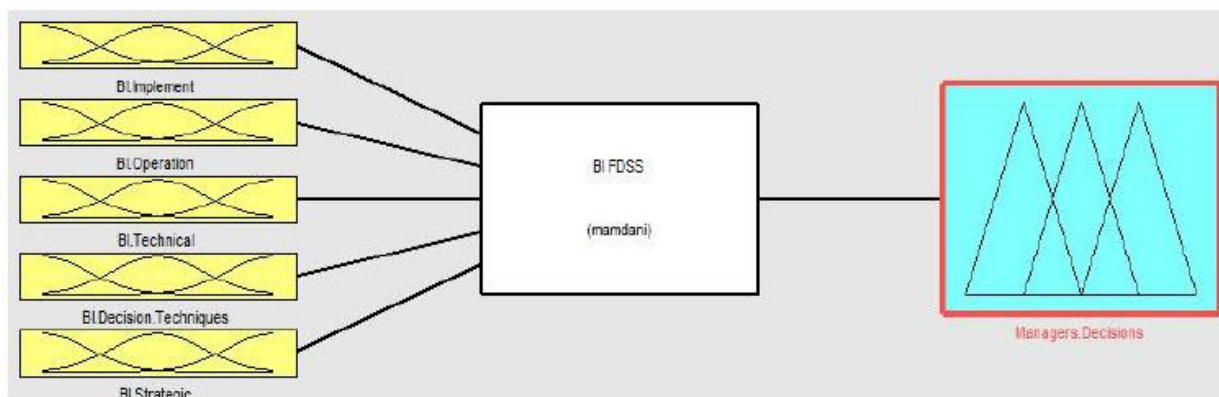 BI.Implement
BI.Operation
BI.Technical
BI.Decision.Techniques
BI.Strategic
BI FDSS
(mamdani)
Managers.Decisions